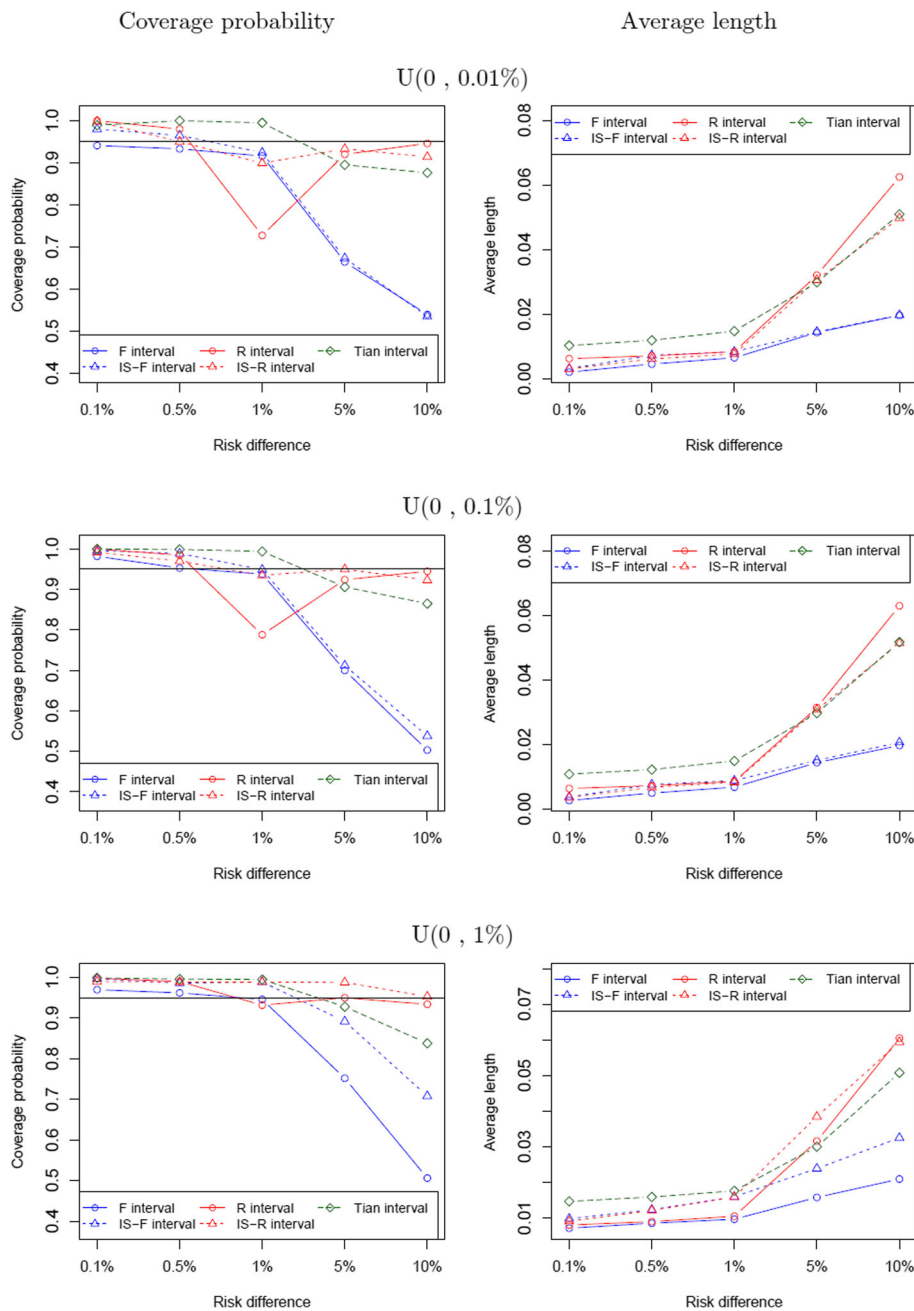 Coverage probability Average length
U(0 , 0.01%)
Coverage probability
1.0
0.9
0.8
0.7
0.6
0.5
0.4
F interval R interval Tian interval
IS−F interval IS−R interval
0.1% 0.5% 1% 5% 10%
Risk difference
Average length
0.08
0.06
0.04
0.02
0.00
F interval R interval Tian interval
IS−F interval IS−R interval
0.1% 0.5% 1% 5% 10%
Risk difference
U(0 , 0.1%)
Coverage probability
1.0
0.9
0.8
0.7
0.6
0.5
0.4
F interval R interval Tian interval
IS−F interval IS−R interval
0.1% 0.5% 1% 5% 10%
Risk difference
Average length
0.08
0.06
0.04
0.02
0.00
F interval R interval Tian interval
IS−F interval IS−R interval
0.1% 0.5% 1% 5% 10%
Risk difference
U(0 , 1%)
Coverage probability
1.0
0.9
0.8
0.7
0.6
0.5
0.4
F interval R interval Tian interval
IS−F interval IS−R interval
0.1% 0.5% 1% 5% 10%
Risk difference
Average length
0.07
0.05
0.03
0.01
F interval R interval Tian interval
IS−F interval IS−R interval
0.1% 0.5% 1% 5% 10%
Risk difference